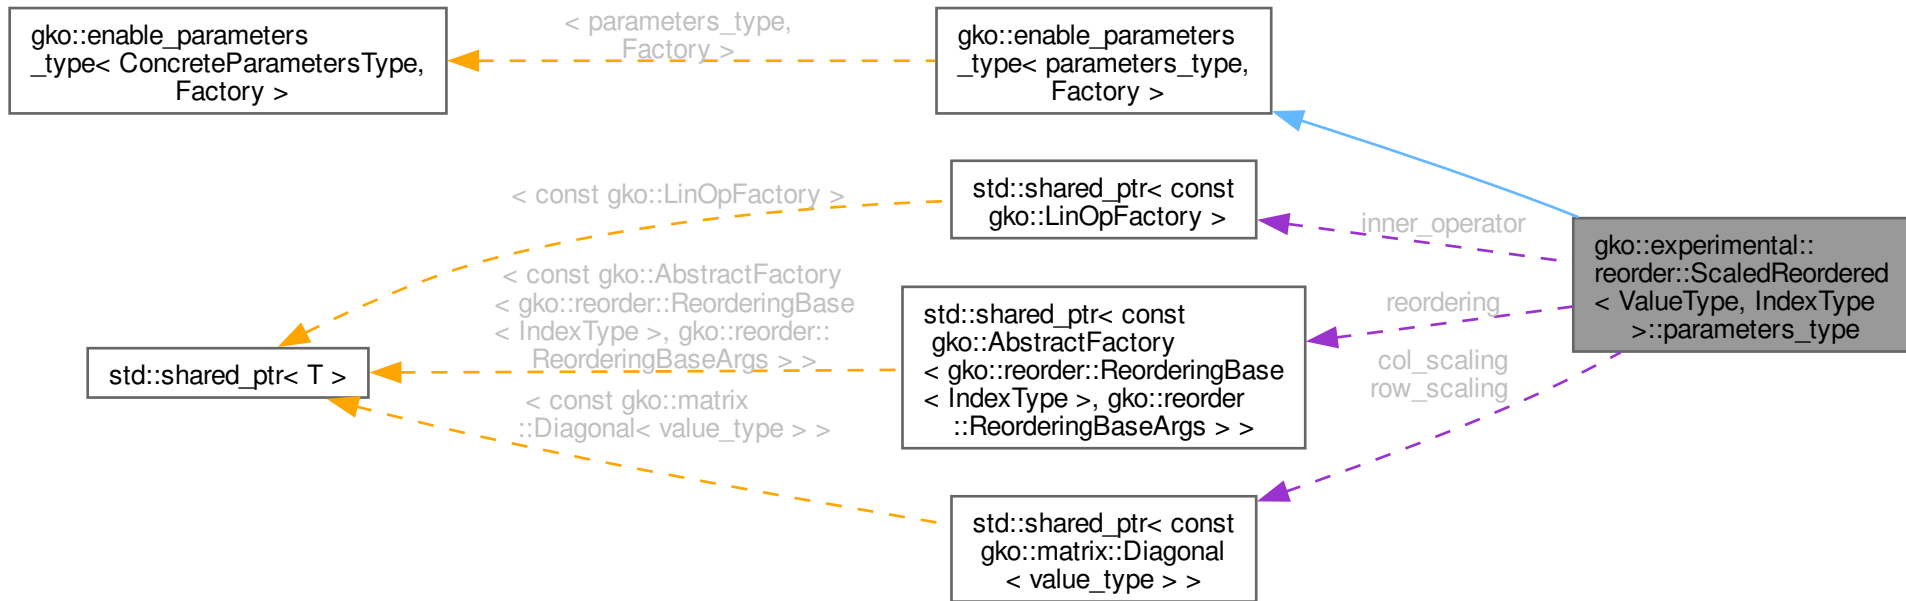 gko::enable_parameters
_type< ConcreteParametersType,
Factory >
< parameters_type,
Factory >
gko::enable_parameters
_type< parameters_type,
Factory >
< const gko::LinOpFactory >
std::shared_ptr< const
gko::LinOpFactory >
inner_operator
gko::experimental::
reorder::ScaledReordered
< ValueType, IndexType
>::parameters_type
< const gko::AbstractFactory
< gko::reorder::ReorderingBase
< IndexType >, gko::reorder::
ReorderingBaseArgs > >
std::shared_ptr< const
gko::AbstractFactory
< gko::reorder::ReorderingBase
< IndexType >, gko::reorder
::ReorderingBaseArgs > >
reordering
std::shared_ptr< T >
col_scaling
row_scaling
< const gko::matrix
::Diagonal< value_type > >
std::shared_ptr< const
gko::matrix::Diagonal
< value_type > >